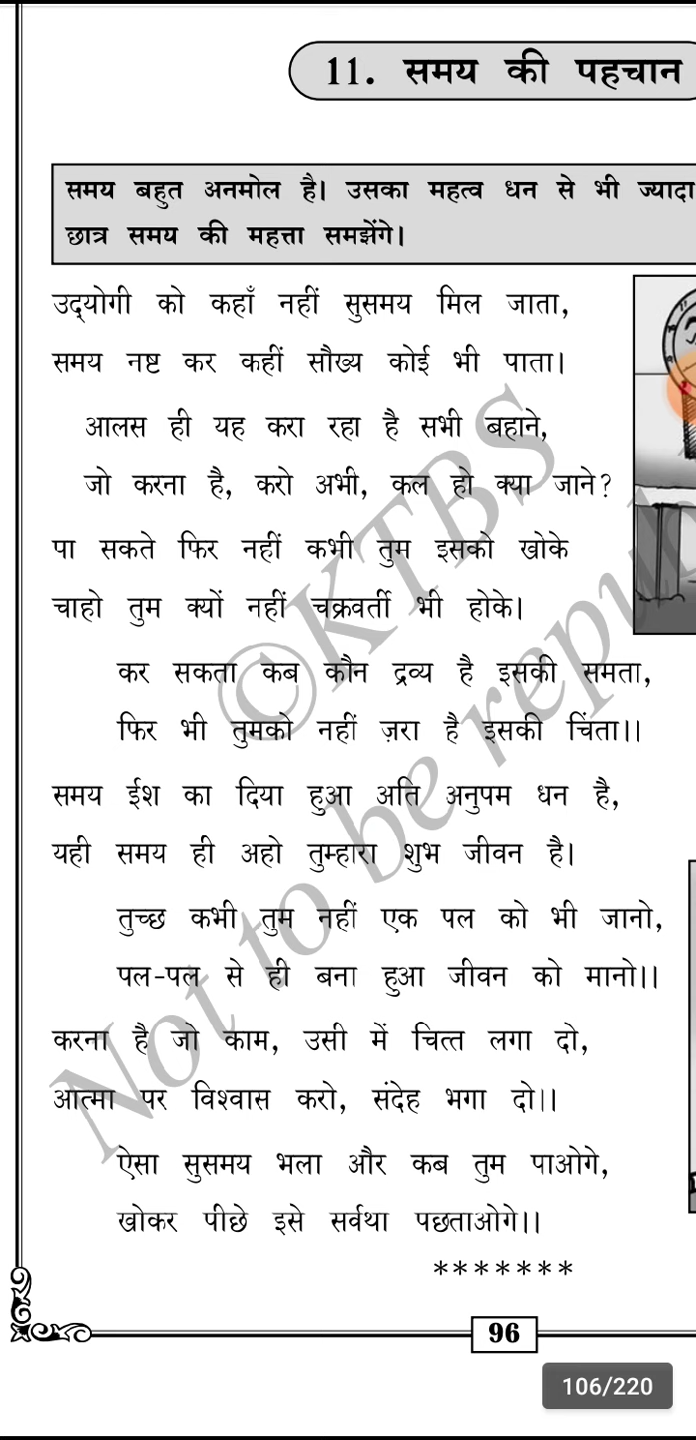 11. समय की पहचान
समय बहुत अनमोल है। उसका महत्व धन से भी ज्यादा
छात्र समय की महत्ता समझेंगे।
उद्‌योगी को कहाँ नहीं सुसमय मिल जाता,
समय नष्ट कर कहीं सौख्य कोई भी पाता।
आलस ही यह करा रहा है सभी बहाने,
जो करना है, करो अभी, कल हो क्या जाने?
पा सकते फिर नहीं कभी तुम इसको खोके
चाहो तुम क्यों नहीं चक्रवर्ती भी होके।
कर सकता कब कौन द्रव्य है इसकी समता,
फिर भी तुमको नहीं ज़रा है इसकी चिंता।।
समय ईश का दिया हुआ अति अनुपम धन है,
यही समय ही अहो तुम्हारा शुभ जीवन है।
तुच्छ कभी तुम नहीं एक पल को भी जानो,
पल-पल से ही बना हुआ जीवन को मानो।।
करना है जो काम, उसी में चित्त लगा दो,
आत्मा पर विश्वास करो, संदेह भगा दो।।
ऐसा सुसमय भला और कब तुम पाओगे,
खोकर पीछे इसे सर्वथा पछताओगे।।
*******
96
106/220
©KTBS
Not to be repub